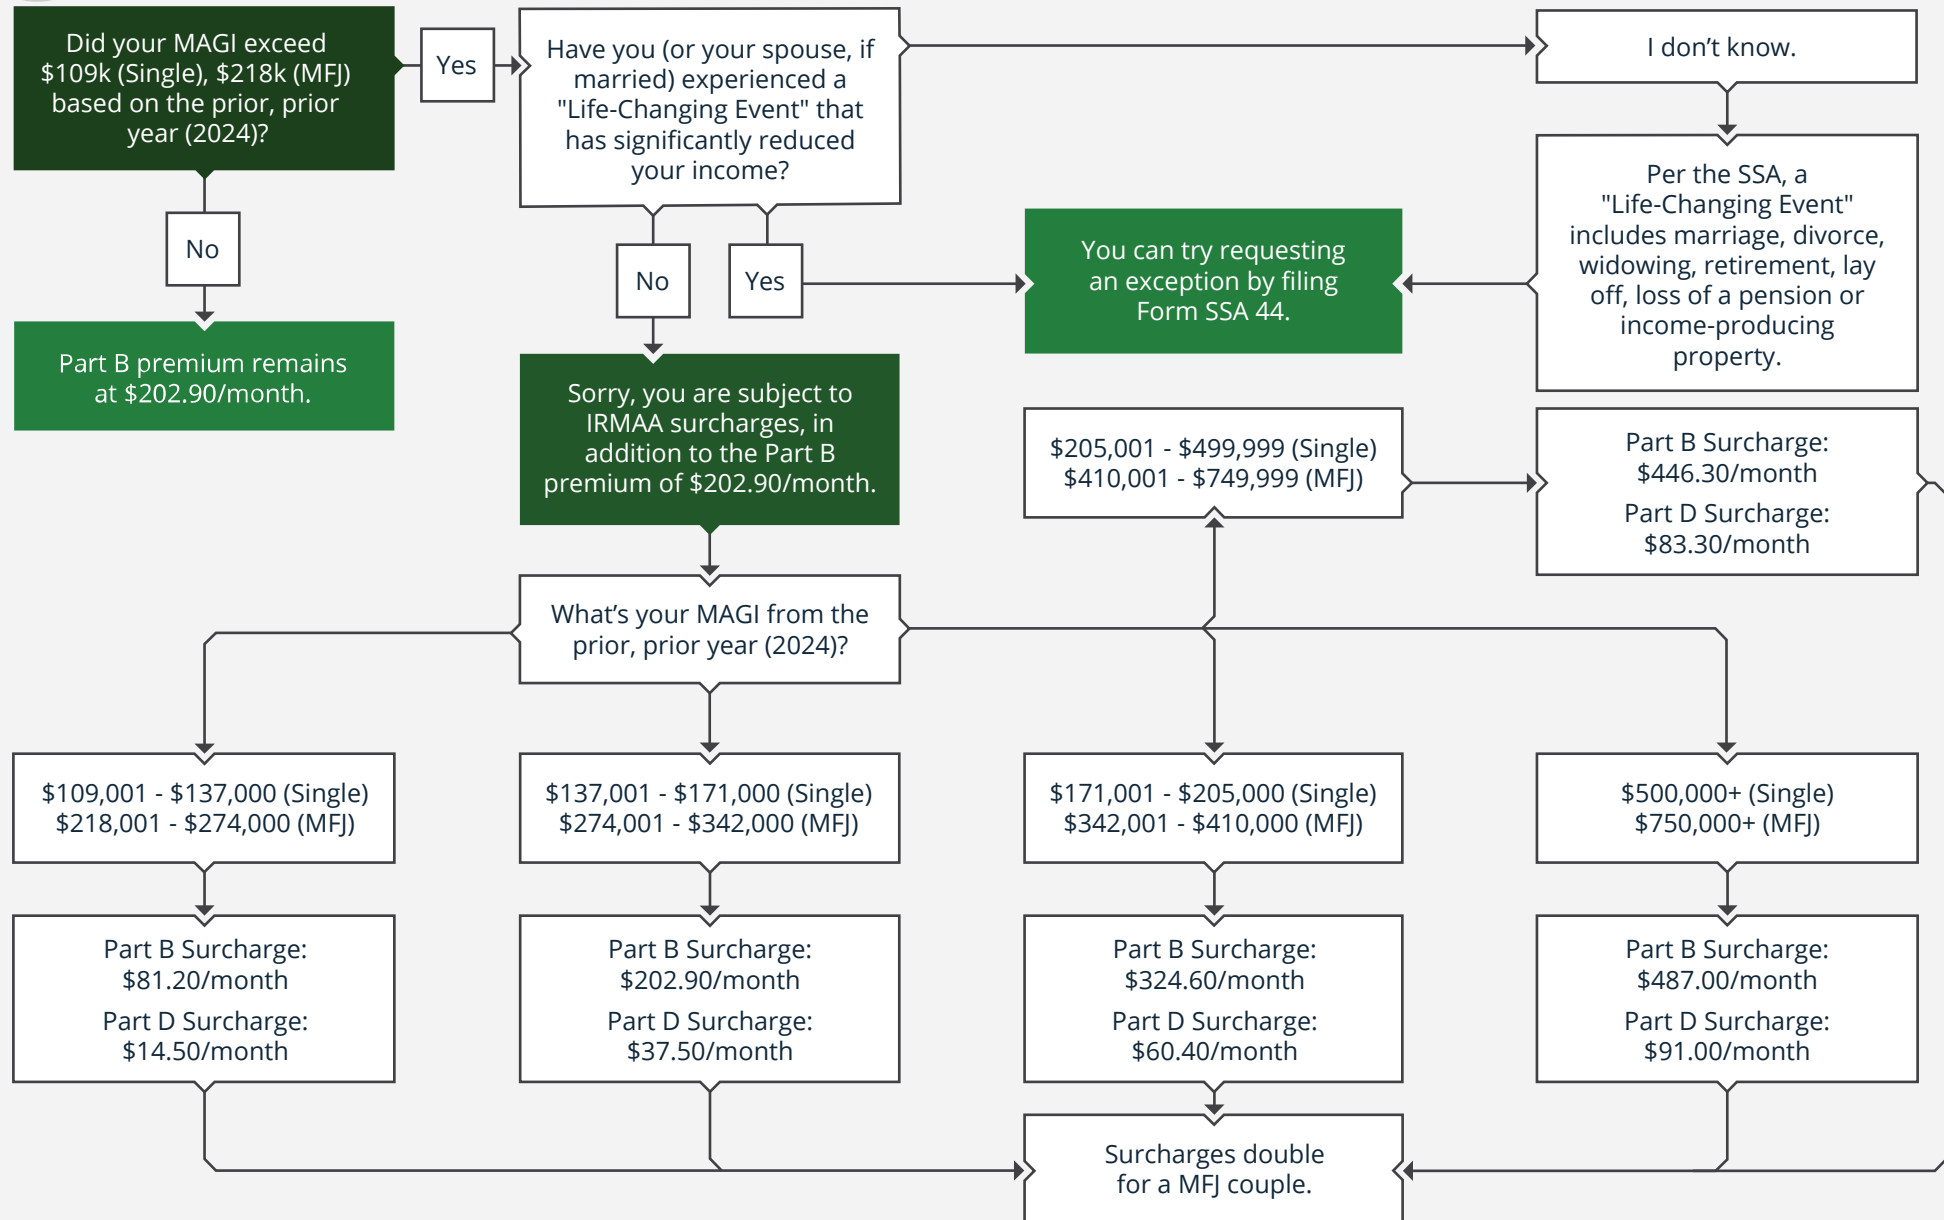 Did your MAGI exceed
$109k (Single), $218k (MFJ)
based on the prior, prior
year (2024)?
Yes
Have you (or your spouse, if
married) experienced a
"Life-Changing Event" that
has significantly reduced
your income?
I don’t know.
No
Part B premium remains
at $202.90/month.
No
Yes
You can try requesting
an exception by filing
Form SSA 44.
Per the SSA, a
"Life-Changing Event"
includes marriage, divorce,
widowing, retirement, lay
off, loss of a pension or
income-producing
property.
Sorry, you are subject to
IRMAA surcharges, in
addition to the Part B
premium of $202.90/month.
$205,001 - $499,999 (Single)
$410,001 - $749,999 (MFJ)
Part B Surcharge:
$446.30/month
Part D Surcharge:
$83.30/month
What’s your MAGI from the
prior, prior year (2024)?
$109,001 - $137,000 (Single)
$218,001 - $274,000 (MFJ)
$137,001 - $171,000 (Single)
$274,001 - $342,000 (MFJ)
$171,001 - $205,000 (Single)
$342,001 - $410,000 (MFJ)
$500,000+ (Single)
$750,000+ (MFJ)
Part B Surcharge:
$81.20/month
Part D Surcharge:
$14.50/month
Part B Surcharge:
$202.90/month
Part D Surcharge:
$37.50/month
Part B Surcharge:
$324.60/month
Part D Surcharge:
$60.40/month
Part B Surcharge:
$487.00/month
Part D Surcharge:
$91.00/month
Surcharges double
for a MFJ couple.